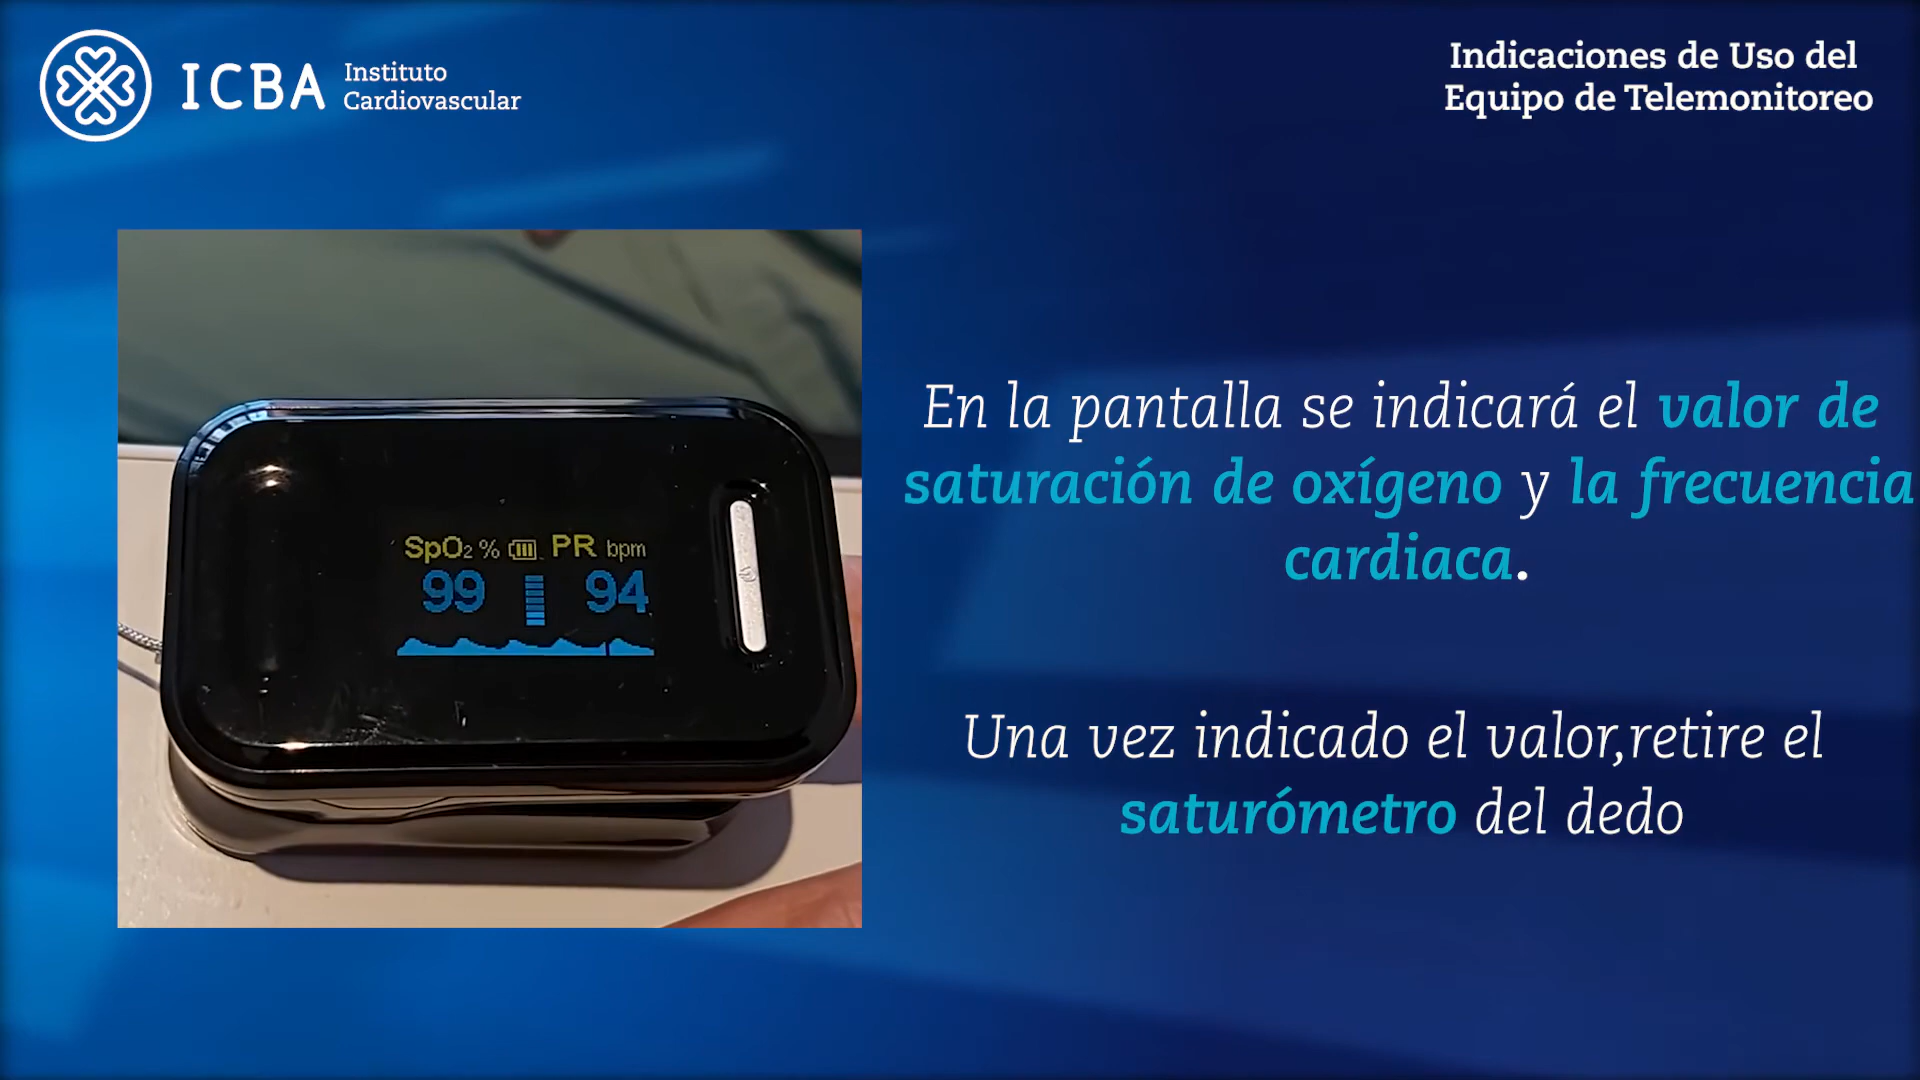 ICBA
Instituto
Cardiovascular
Indicaciones de Uso del
Equipo de Telemonitoreo
SpO2 % PR bpm
99 94
En la pantalla se indicará el valor de
saturación de oxígeno y la frecuencia
cardiaca.
Una vez indicado el valor,retire el
saturómetro del dedo